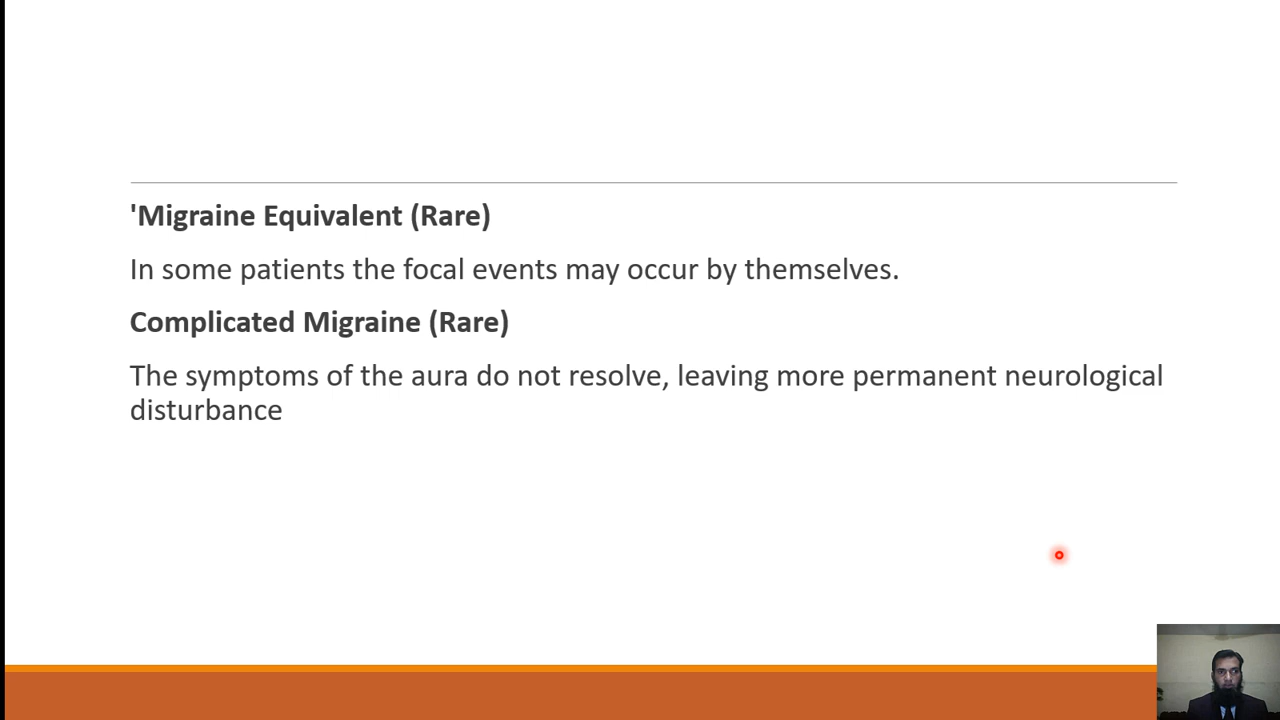 'Migraine Equivalent (Rare)
In some patients the focal events may occur by themselves.
Complicated Migraine (Rare)
The symptoms of the aura do not resolve, leaving more permanent neurological
disturbance